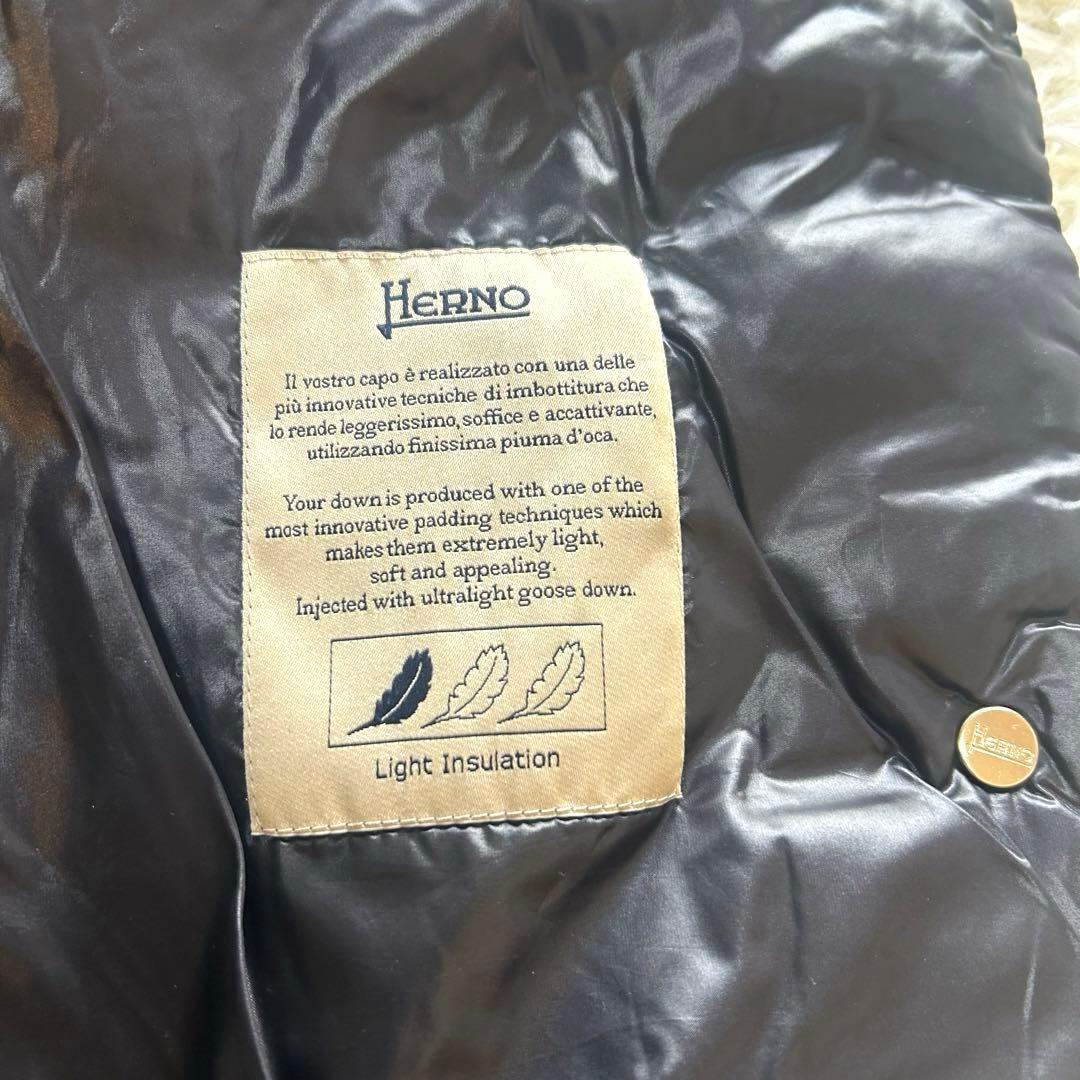 HERNO
Il vostro capo è realizzato con una delle
più innovative tecniche di imbottitura che
lo rende leggerissimo, soffice e accattivante,
utilizzando finissima piuma d'oca.
Your down is produced with one of the
most innovative padding techniques which
makes them extremely light,
soft and appealing.
Injected with ultralight goose down.
Light Insulation
HERNO